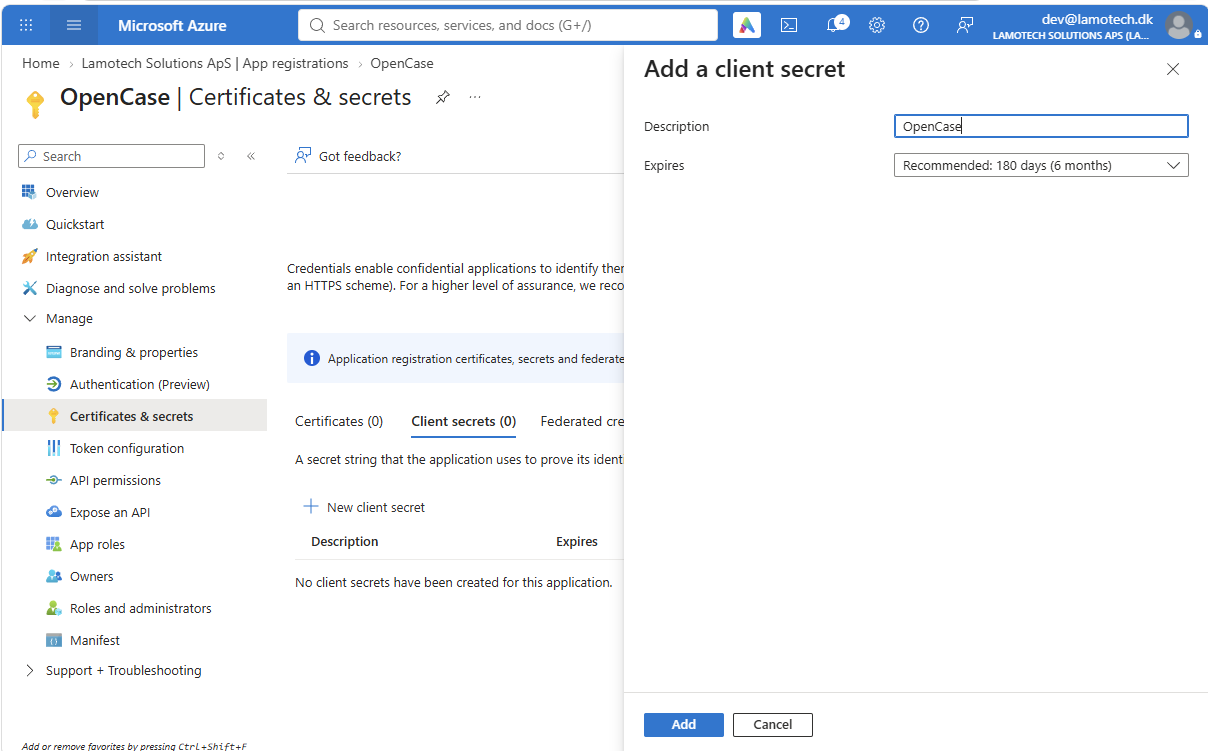 Microsoft Azure
Search resources, services, and docs (G+/)
4
dev@lamotech.dk
LAMOTECH SOLUTIONS APS (LA...
Home > Lamotech Solutions ApS | App registrations > OpenCase
OpenCase | Certificates & secrets
...
Search
«
Got feedback?
Overview
Quickstart
Integration assistant
Diagnose and solve problems
Manage
Branding & properties
Authentication (Preview)
Certificates & secrets
Token configuration
API permissions
Expose an API
App roles
Owners
Roles and administrators
Manifest
Support + Troubleshooting
Add or remove favorites by pressing Ctrl+Shift+F
Credentials enable confidential applications to identify ther
an HTTPS scheme). For a higher level of assurance, we reco
Application registration certificates, secrets and federate
Certificates (0)
Client secrets (0)
Federated cre
A secret string that the application uses to prove its ident
New client secret
Description
Expires
No client secrets have been created for this application.
Add a client secret
Description
OpenCase
Expires
Recommended: 180 days (6 months)
Add
Cancel